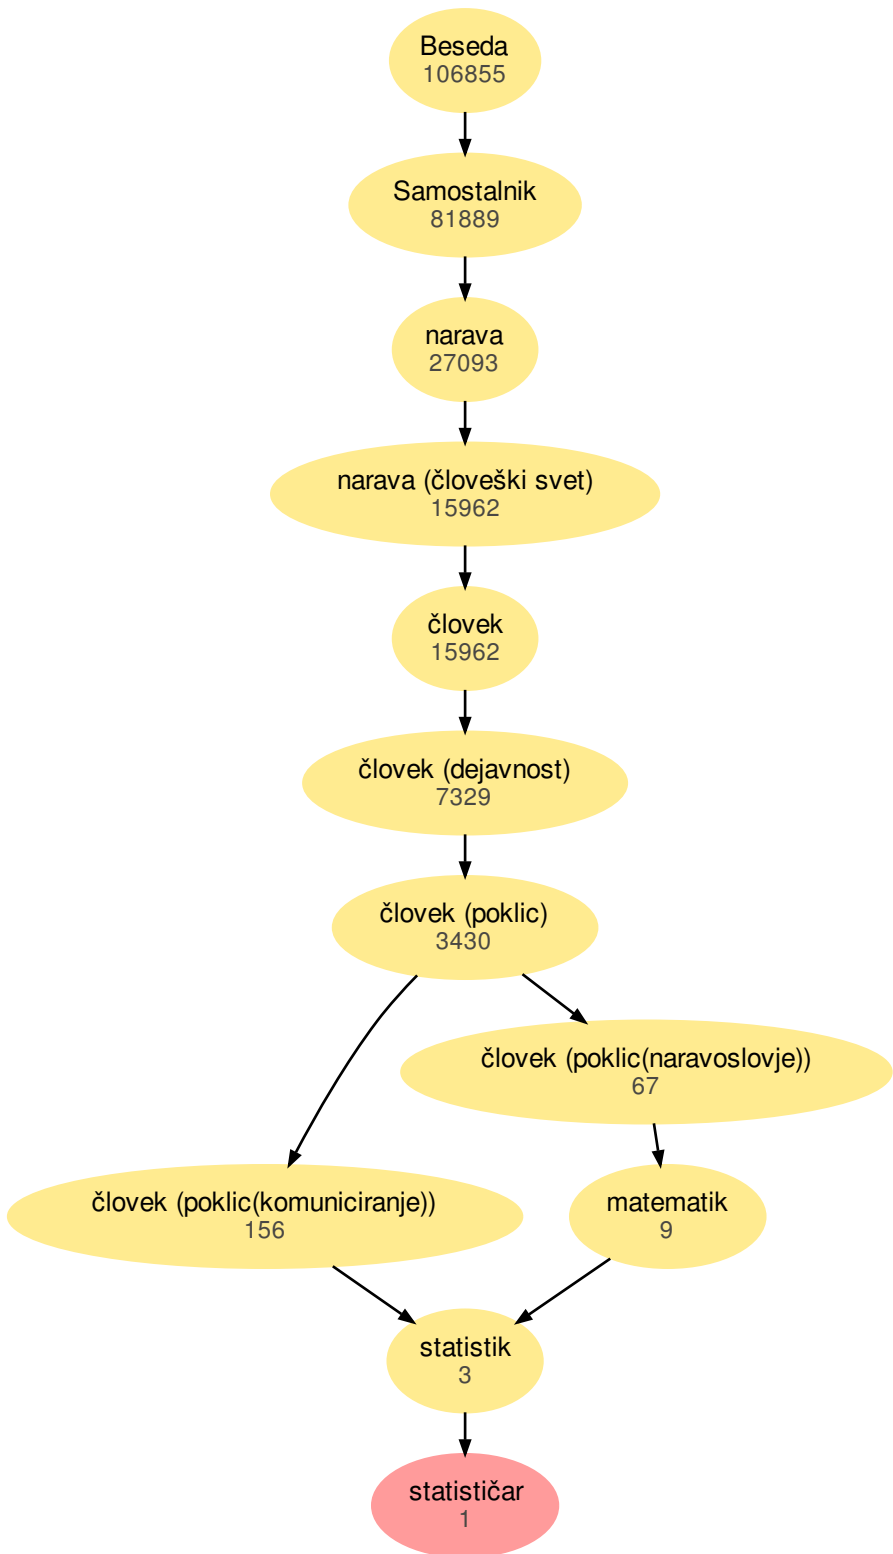 Beseda
106855
Samostalnik
81889
narava
27093
narava (človeški svet)
15962
človek
15962
človek (dejavnost)
7329
človek (poklic)
3430
človek (poklic(naravoslovje))
67
človek (poklic(komuniciranje))
156
matematik
9
statistik
3
statističar
1